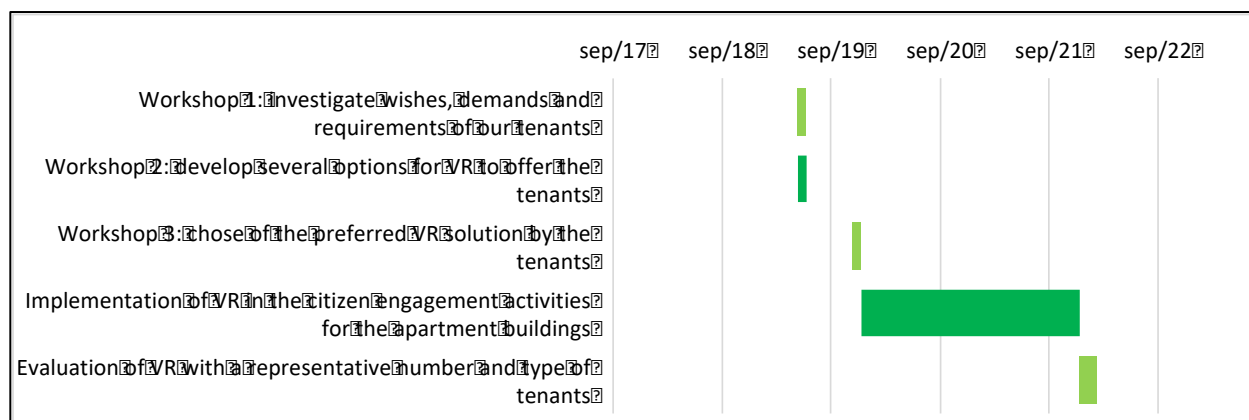 sep/17 sep/18 sep/19 sep/20 sep/21 sep/22
Workshop 1: investigate wishes, demands and
requirements of our tenants
Workshop 2: develop several options for VR to offer the
tenants
Workshop 3: chose of the preferred VR solution by the
tenants
Implementation of VR in the citizen engagement activities
for the apartment buildings
Evaluation of VR with a representative number and type of
tenants